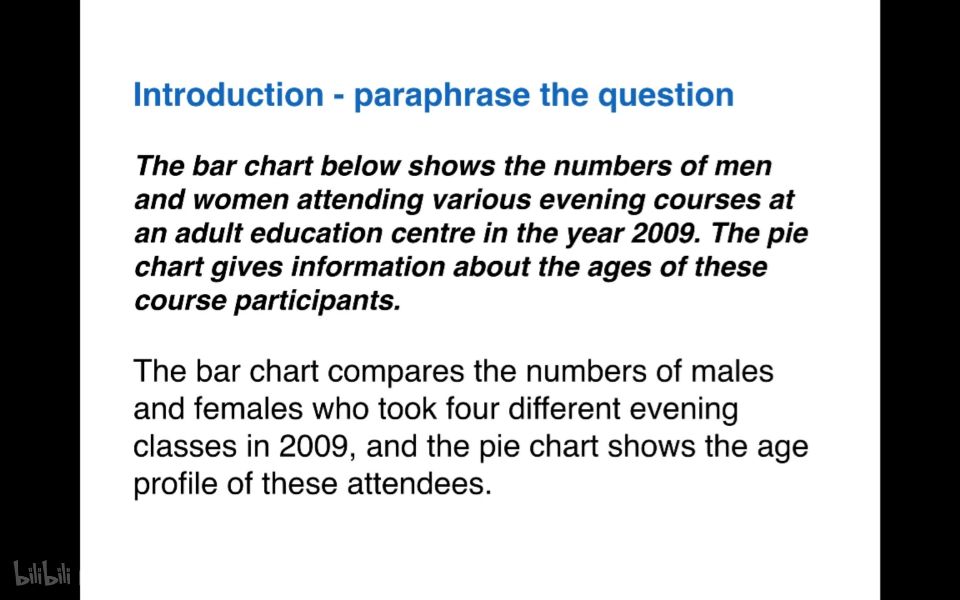 Introduction - paraphrase the question
The bar chart below shows the numbers of men
and women attending various evening courses at
an adult education centre in the year 2009. The pie
chart gives information about the ages of these
course participants.
The bar chart compares the numbers of males
and females who took four different evening
classes in 2009, and the pie chart shows the age
profile of these attendees.
bilibili